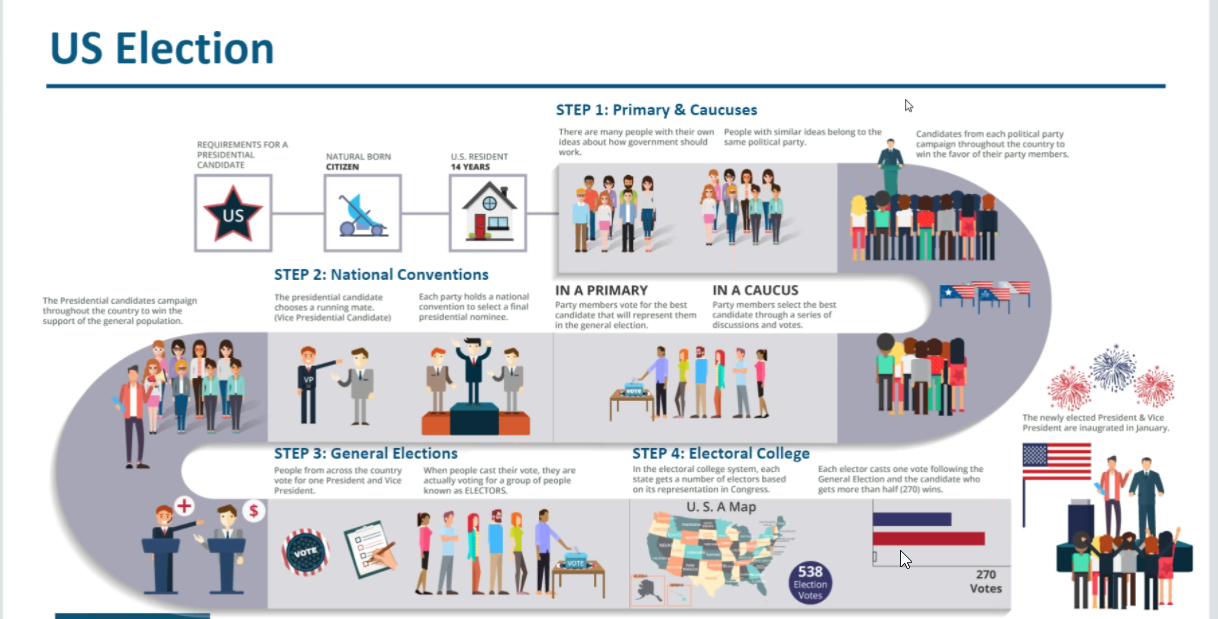 US Election
STEP 1: Primary & Caucuses
There are many people with their own
ideas about how government should
work.
People with similar ideas belong to the
same political party.
Candidates from each political party
campaign throughout the country to
win the favor of their party members.
REQUIREMENTS FOR A
PRESIDENTIAL
CANDIDATE
NATURAL BORN
CITIZEN
U.S. RESIDENT
14 YEARS
US
IN A PRIMARY
Party members vote for the best
candidate that will represent them
in the general election.
IN A CAUCUS
Party members select the best
candidate through a series of
discussions and votes.
STEP 2: National Conventions
The presidential candidate
chooses a running mate.
(Vice Presidential Candidate)
Each party holds a national
convention to select a final
presidential nominee.
The Presidential candidates campaign
throughout the country to win the
support of the general population.
VP
VOTE
STEP 3: General Elections
People from across the country
vote for one President and Vice
President.
When people cast their vote, they are
actually voting for a group of people
known as ELECTORS.
$
VOTE
VOTE
STEP 4: Electoral College
In the electoral college system, each
state gets a number of electors based
on its representation in Congress.
Each elector casts one vote following the
General Election and the candidate who
gets more than half (270) wins.
U. S. A Map
538
Election
Votes
270
Votes
The newly elected President & Vice
President are inaugrated in January.